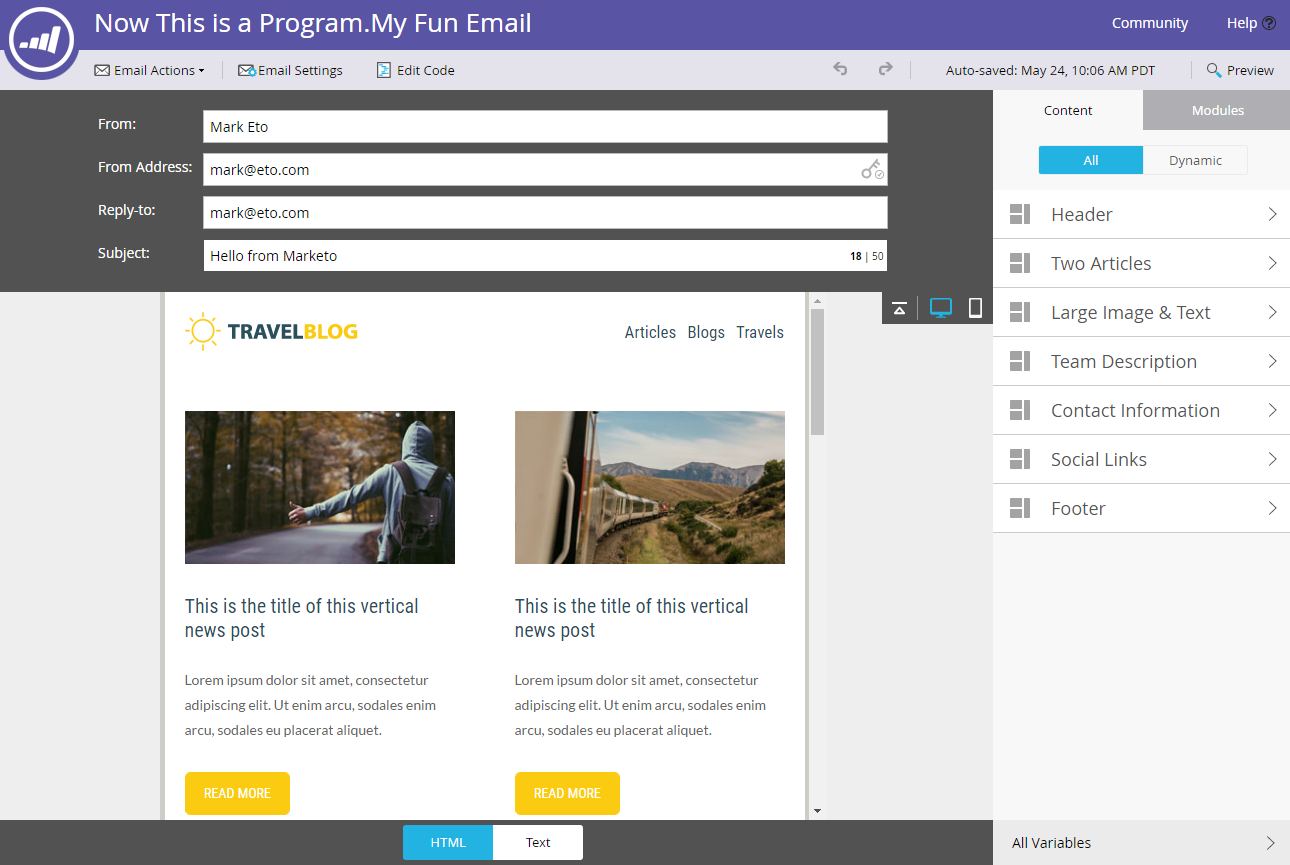 Now This is a Program.My Fun Email
Community
Help
Email Actions
Email Settings
Edit Code
Auto-saved: May 24, 10:06 AM PDT
Preview
From:
Mark Eto
From Address:
mark@eto.com
Reply-to:
mark@eto.com
Subject:
Hello from Marketo
18 | 50
Content
Modules
All
Dynamic
Header
Two Articles
Large Image & Text
Team Description
Contact Information
Social Links
Footer
TRAVELBLOG
Articles Blogs Travels
This is the title of this vertical
news post
Lorem ipsum dolor sit amet, consectetur
adipiscing elit. Ut enim arcu, sodales enim
arcu, sodales eu placerat aliquet.
READ MORE
This is the title of this vertical
news post
Lorem ipsum dolor sit amet, consectetur
adipiscing elit. Ut enim arcu, sodales enim
arcu, sodales eu placerat aliquet.
READ MORE
HTML
Text
All Variables